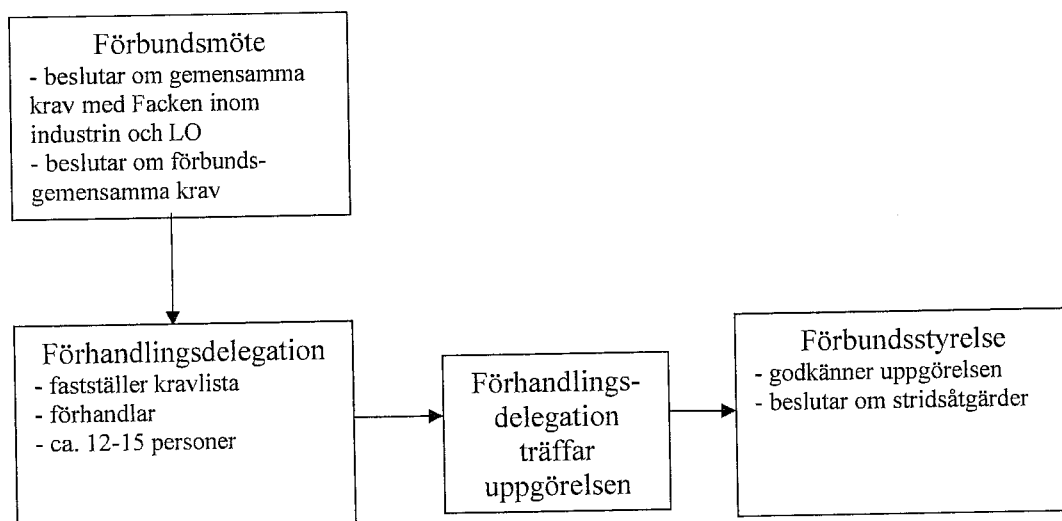 Förbundsmöte
- beslutar om gemensamma
krav med Facken inom
industrin och LO
- beslutar om förbunds-
gemensamma krav
Förhandlingsdelegation
- fastställer kravlista
- förhandlar
- ca. 12-15 personer
Förhandlings-
delegation
träffar
uppgörelsen
Förbundsstyrelse
- godkänner uppgörelsen
- beslutar om stridsåtgärder